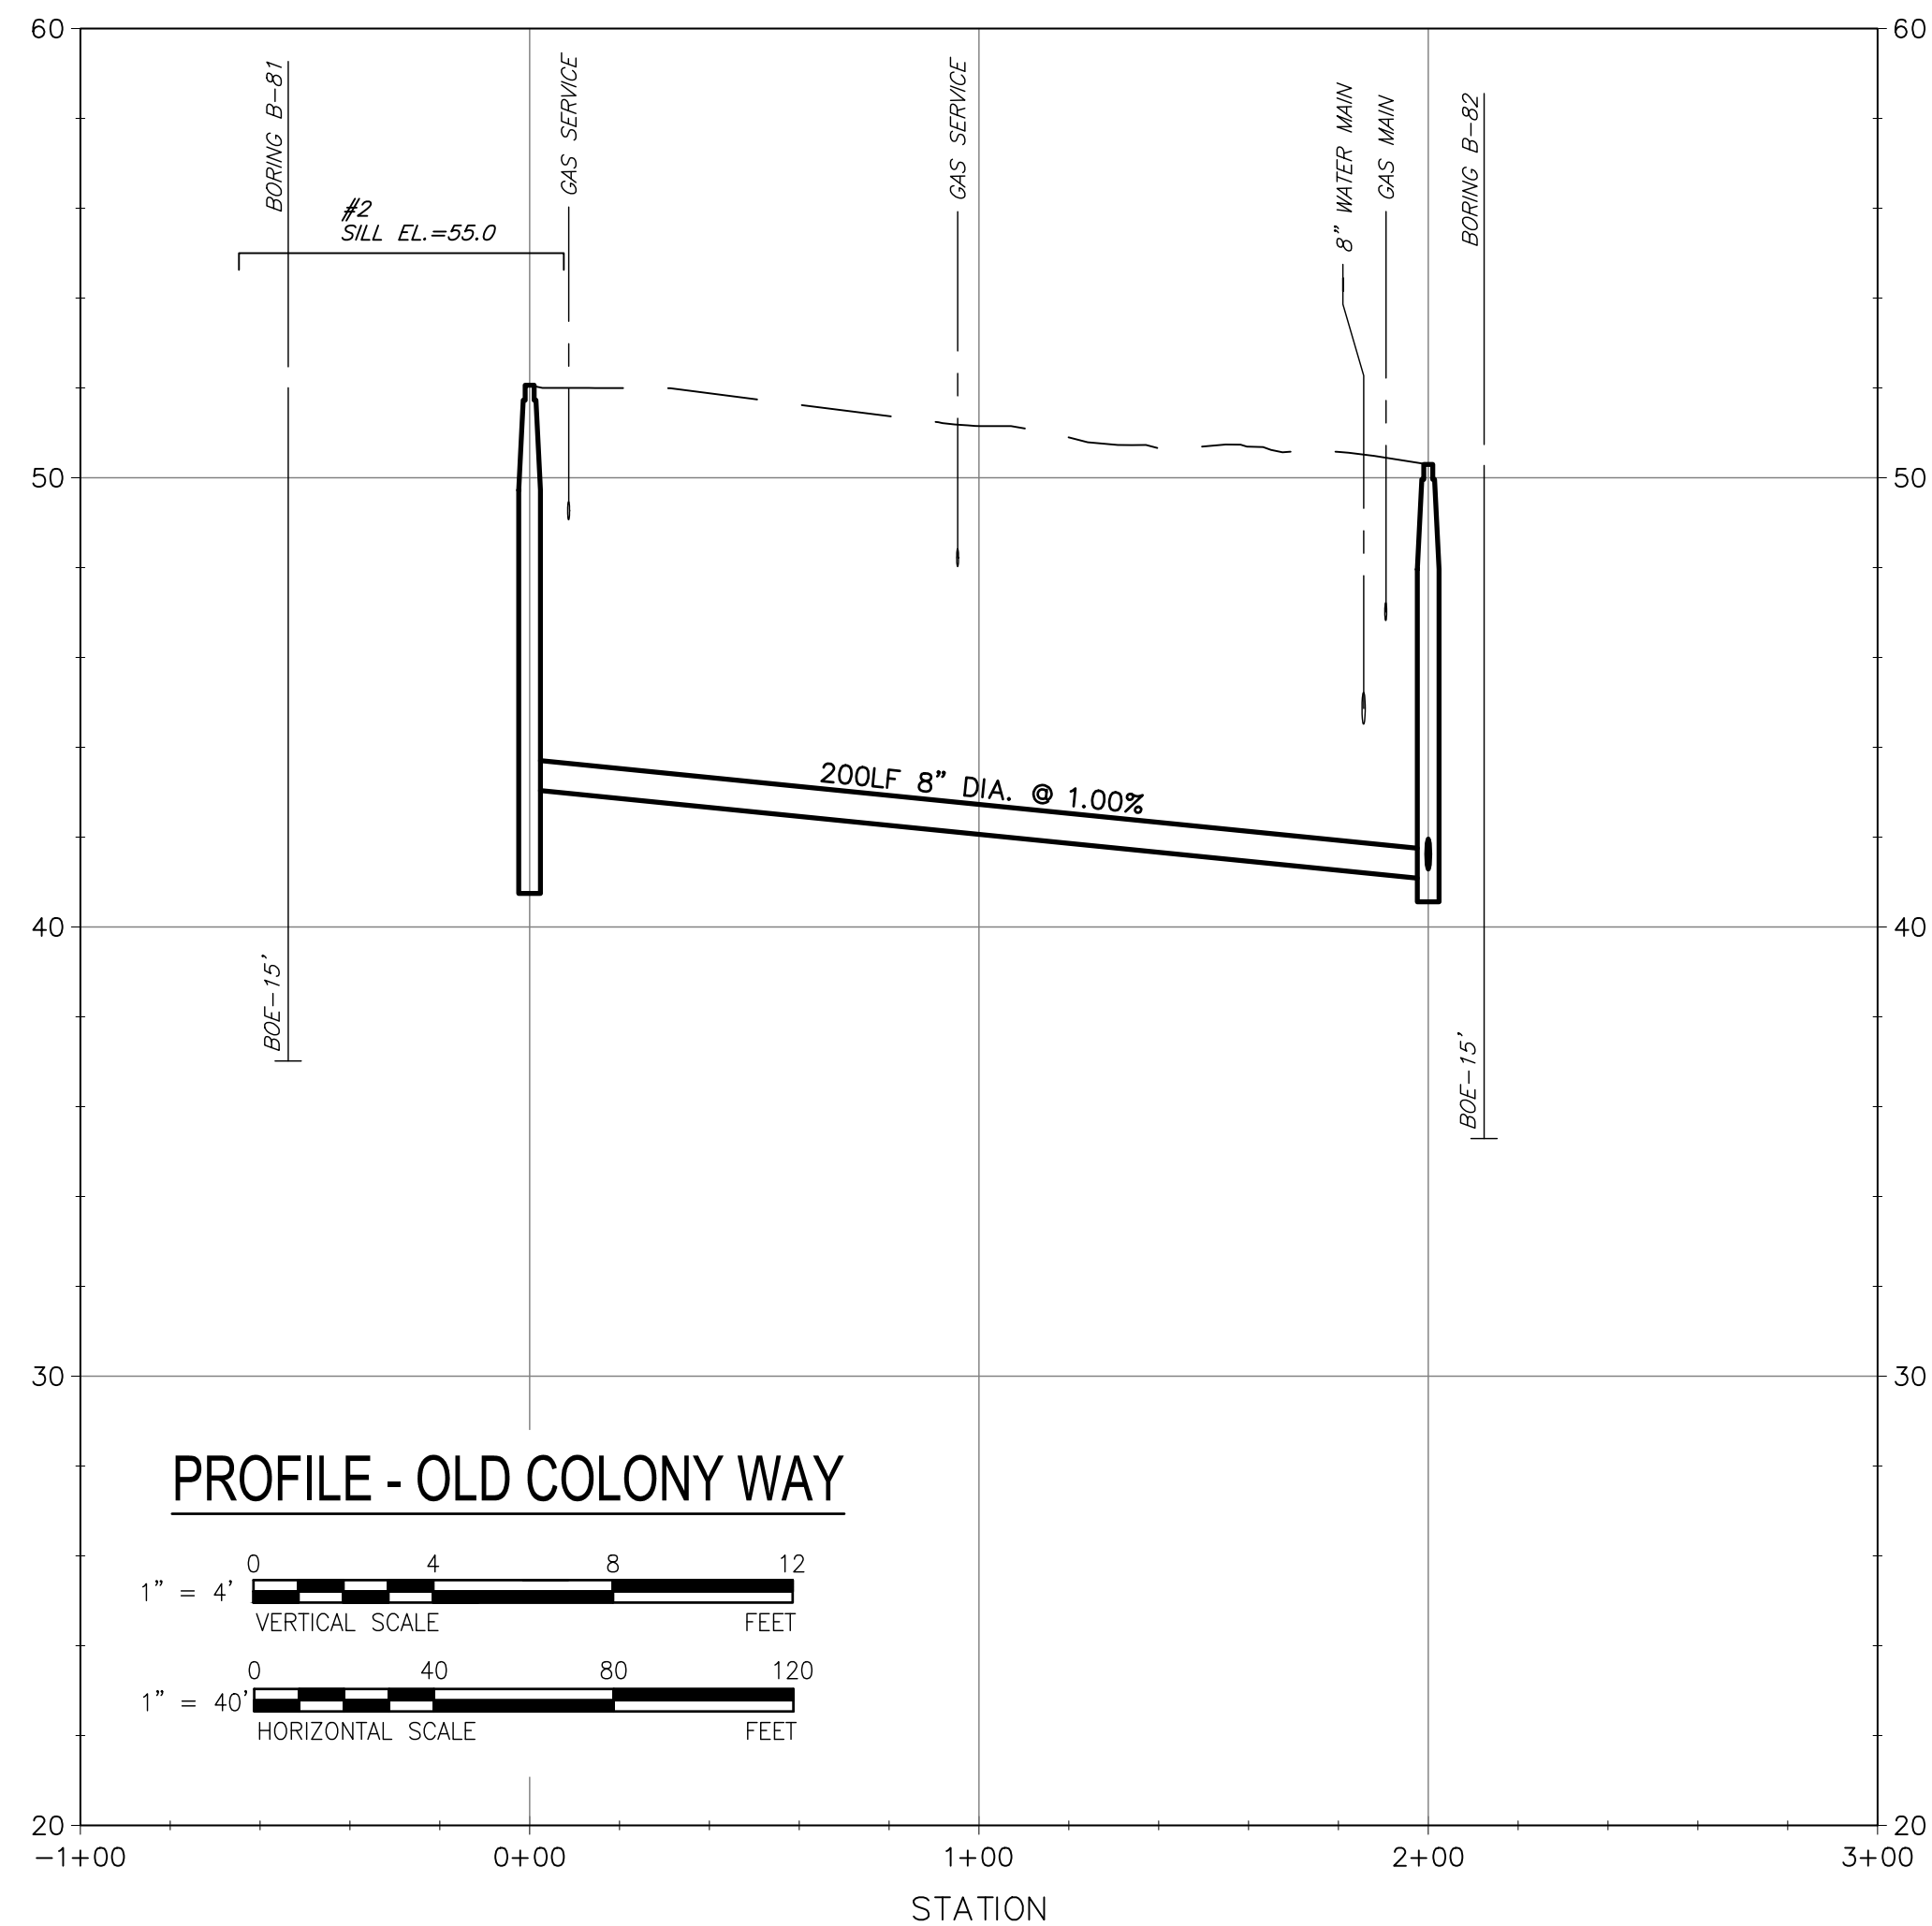 60
60
BORING B-81
GAS SERVICE
GAS SERVICE
8" WATER MAIN
GAS MAIN
BORING B-82
#2
SILL EL.=55.0
50
50
200LF 8" DIA. @ 1.00%
40
40
BOE-15'
BOE-15'
30
30
PROFILE - OLD COLONY WAY
0 4 8 12
1" = 4'
VERTICAL SCALE FEET
0 40 80 120
1" = 40'
HORIZONTAL SCALE FEET
20
20
-1+00 0+00 1+00 2+00 3+00
STATION